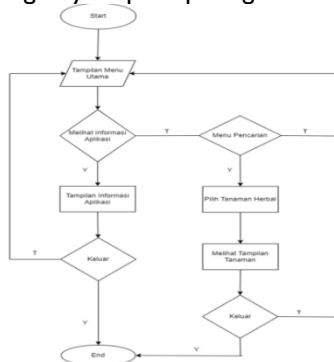 Start
Tampilan Menu
Utama
Melihat Informasi
Aplikasi
T
Menu Pencarian
T
Y
Y
Tampilan Informasi
Aplikasi
Pilih Tanaman Herbal
Melihat Tampilan
Tanaman
T
Keluar
Keluar
T
Y
Y
End